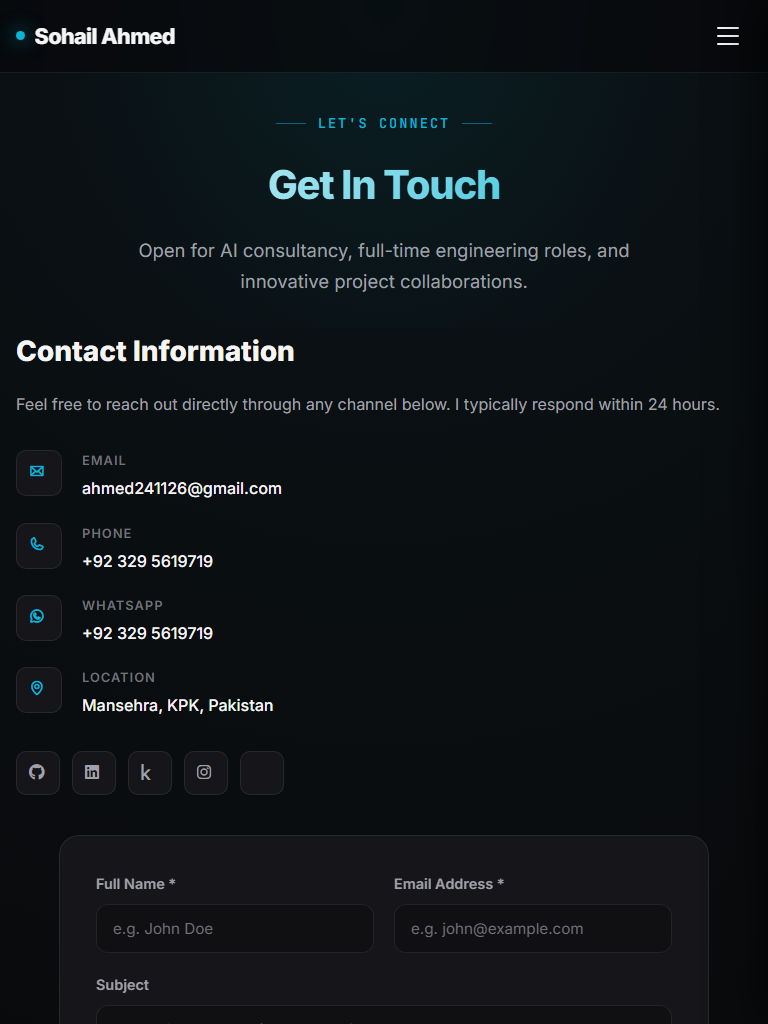 Sohail Ahmed
LET'S CONNECT
Get In Touch
Open for AI consultancy, full-time engineering roles, and
innovative project collaborations.
Contact Information
Feel free to reach out directly through any channel below. I typically respond within 24 hours.
EMAIL
ahmed241126@gmail.com
PHONE
+92 329 5619719
WHATSAPP
+92 329 5619719
LOCATION
Mansehra, KPK, Pakistan
in
k
Full Name *
Email Address *
e.g. John Doe
e.g. john@example.com
Subject